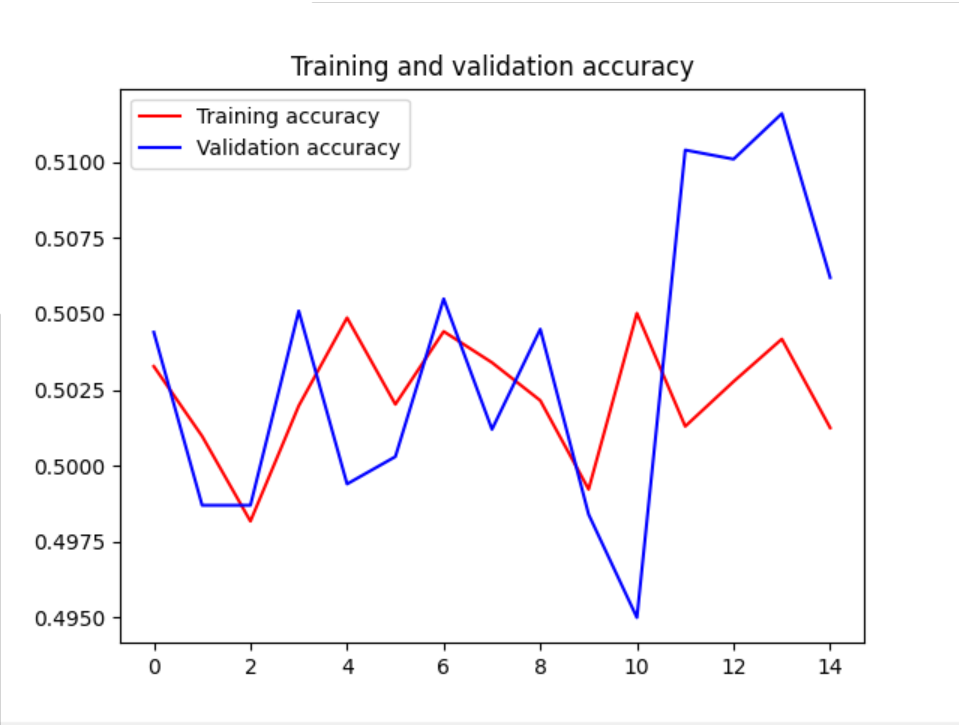 Training and validation accuracy
Training accuracy
Validation accuracy
0.5100
0.5075
0.5050
0.5025
0.5000
0.4975
0.4950
0 2 4 6 8 10 12 14